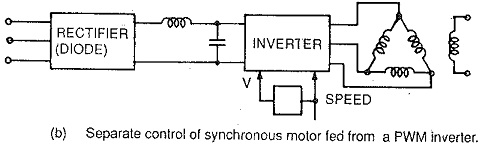 RECTIFIER
(DIODE)
INVERTER
V
SPEED
(b) Separate control of synchronous motor fed from a PWM inverter.